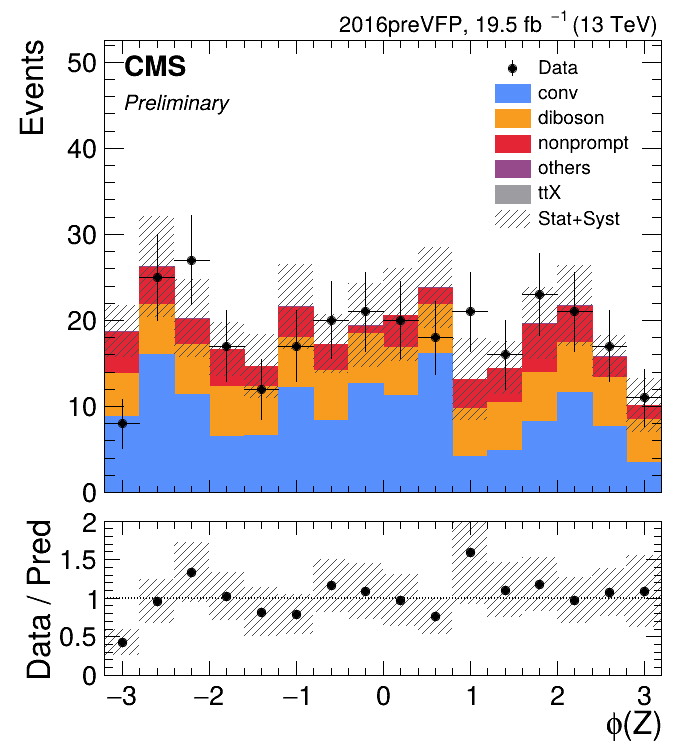 2016preVFP, 19.5 fb⁻¹ (13 TeV)
CMS
Preliminary
Data
conv
diboson
nonprompt
others
ttX
Stat+Syst
Events
50
40
30
20
10
0
Data / Pred
2
1.5
1
0.5
0
−3 −2 −1 0 1 2 3
ϕ(Z)